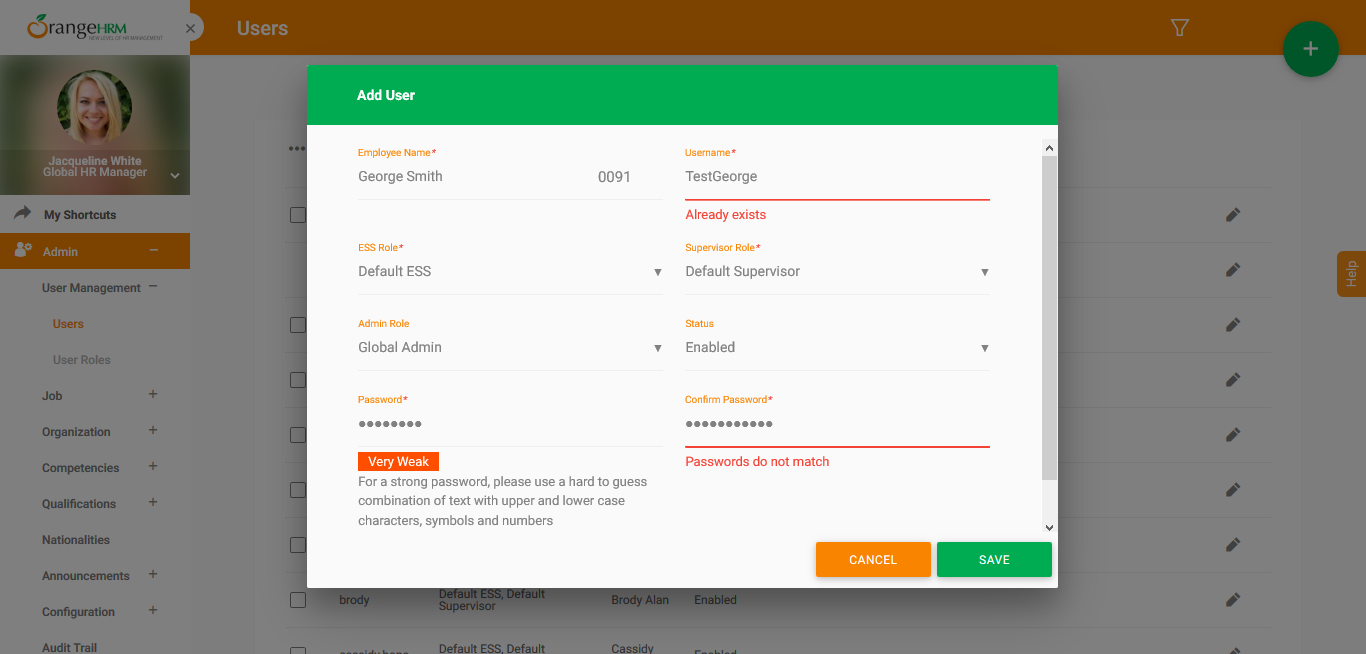 OrangeHRM
NEW LEVEL OF HR MANAGEMENT
Users
Jacqueline White
Global HR Manager
My Shortcuts
Admin
User Management
Users
User Roles
Job
Organization
Competencies
Qualifications
Nationalities
Announcements
Configuration
Audit Trail
Help
Add User
Employee Name*
George Smith 0091
Username*
TestGeorge
Already exists
ESS Role*
Default ESS
Supervisor Role*
Default Supervisor
Admin Role
Global Admin
Status
Enabled
Password*
••••••••
Confirm Password*
•••••••••••
Very Weak
Passwords do not match
For a strong password, please use a hard to guess
combination of text with upper and lower case
characters, symbols and numbers
CANCEL SAVE
brody
Default ESS, Default
Supervisor
Brody Alan
Enabled
Default ESS, Default
Cassidy
Enabled